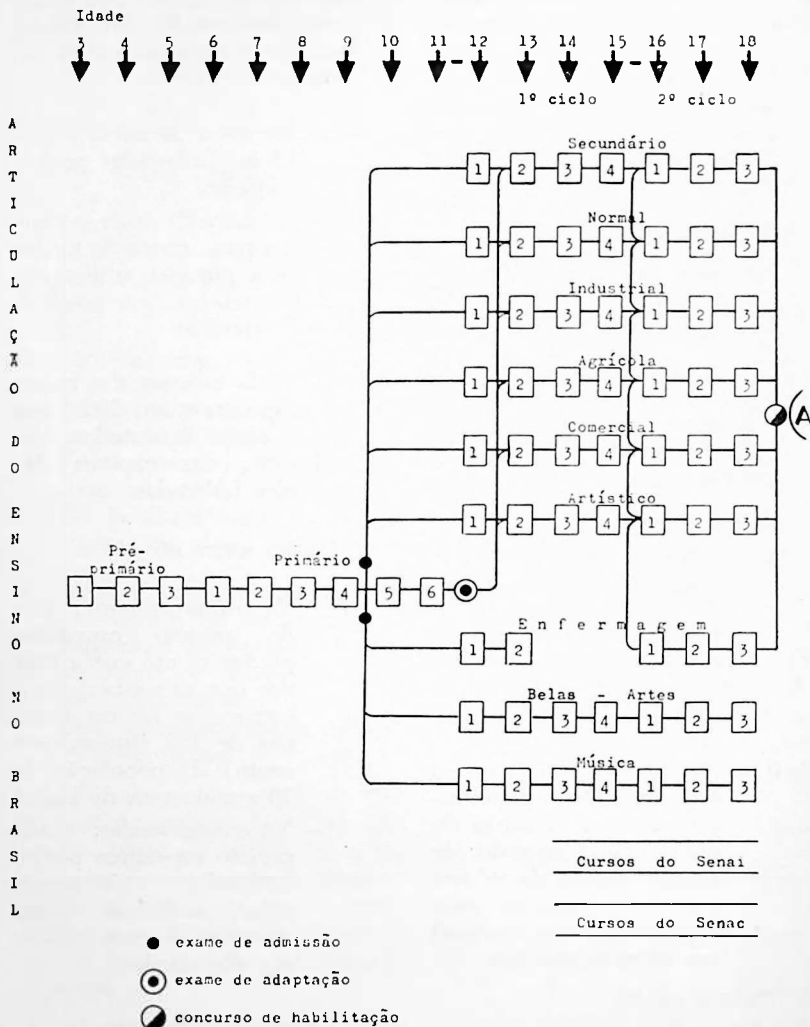 Idade
3 4 5 6 7 8 9 10 11 - 12 13 14 15 - 16 17 18
1º ciclo 2º ciclo
ARTICULAÇÃO DO ENSINO NO BRASIL
Secundário
1 2 3 4 1 2 3
Normal
1 2 3 4 1 2 3
Industrial
1 2 3 4 1 2 3
Agrícola
1 2 3 4 1 2 3
(A
Comercial
1 2 3 4 1 2 3
Artístico
1 2 3 4 1 2 3
Pré-
primário Primário
1 2 3 1 2 3 4 5 6
Enfermagem
1 2 1 2 3
Belas - Artes
1 2 3 4 1 2 3
Música
1 2 3 4 1 2 3
Cursos do Senai
Cursos do Senac
exame de admissão
exame de adaptação
concurso de habilitação